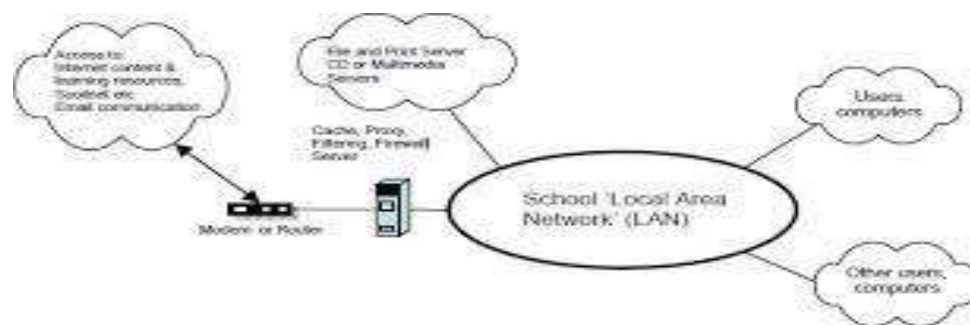 Access to:
Internet content &
learning resources,
etc
Email communication
File and Print Server
CD or Multimedia
Servers
Cache, Proxy,
Filtering, Firewall
Server
Modem or Router
School 'Local Area
Network' (LAN)
Users
computers
Other users,
computers